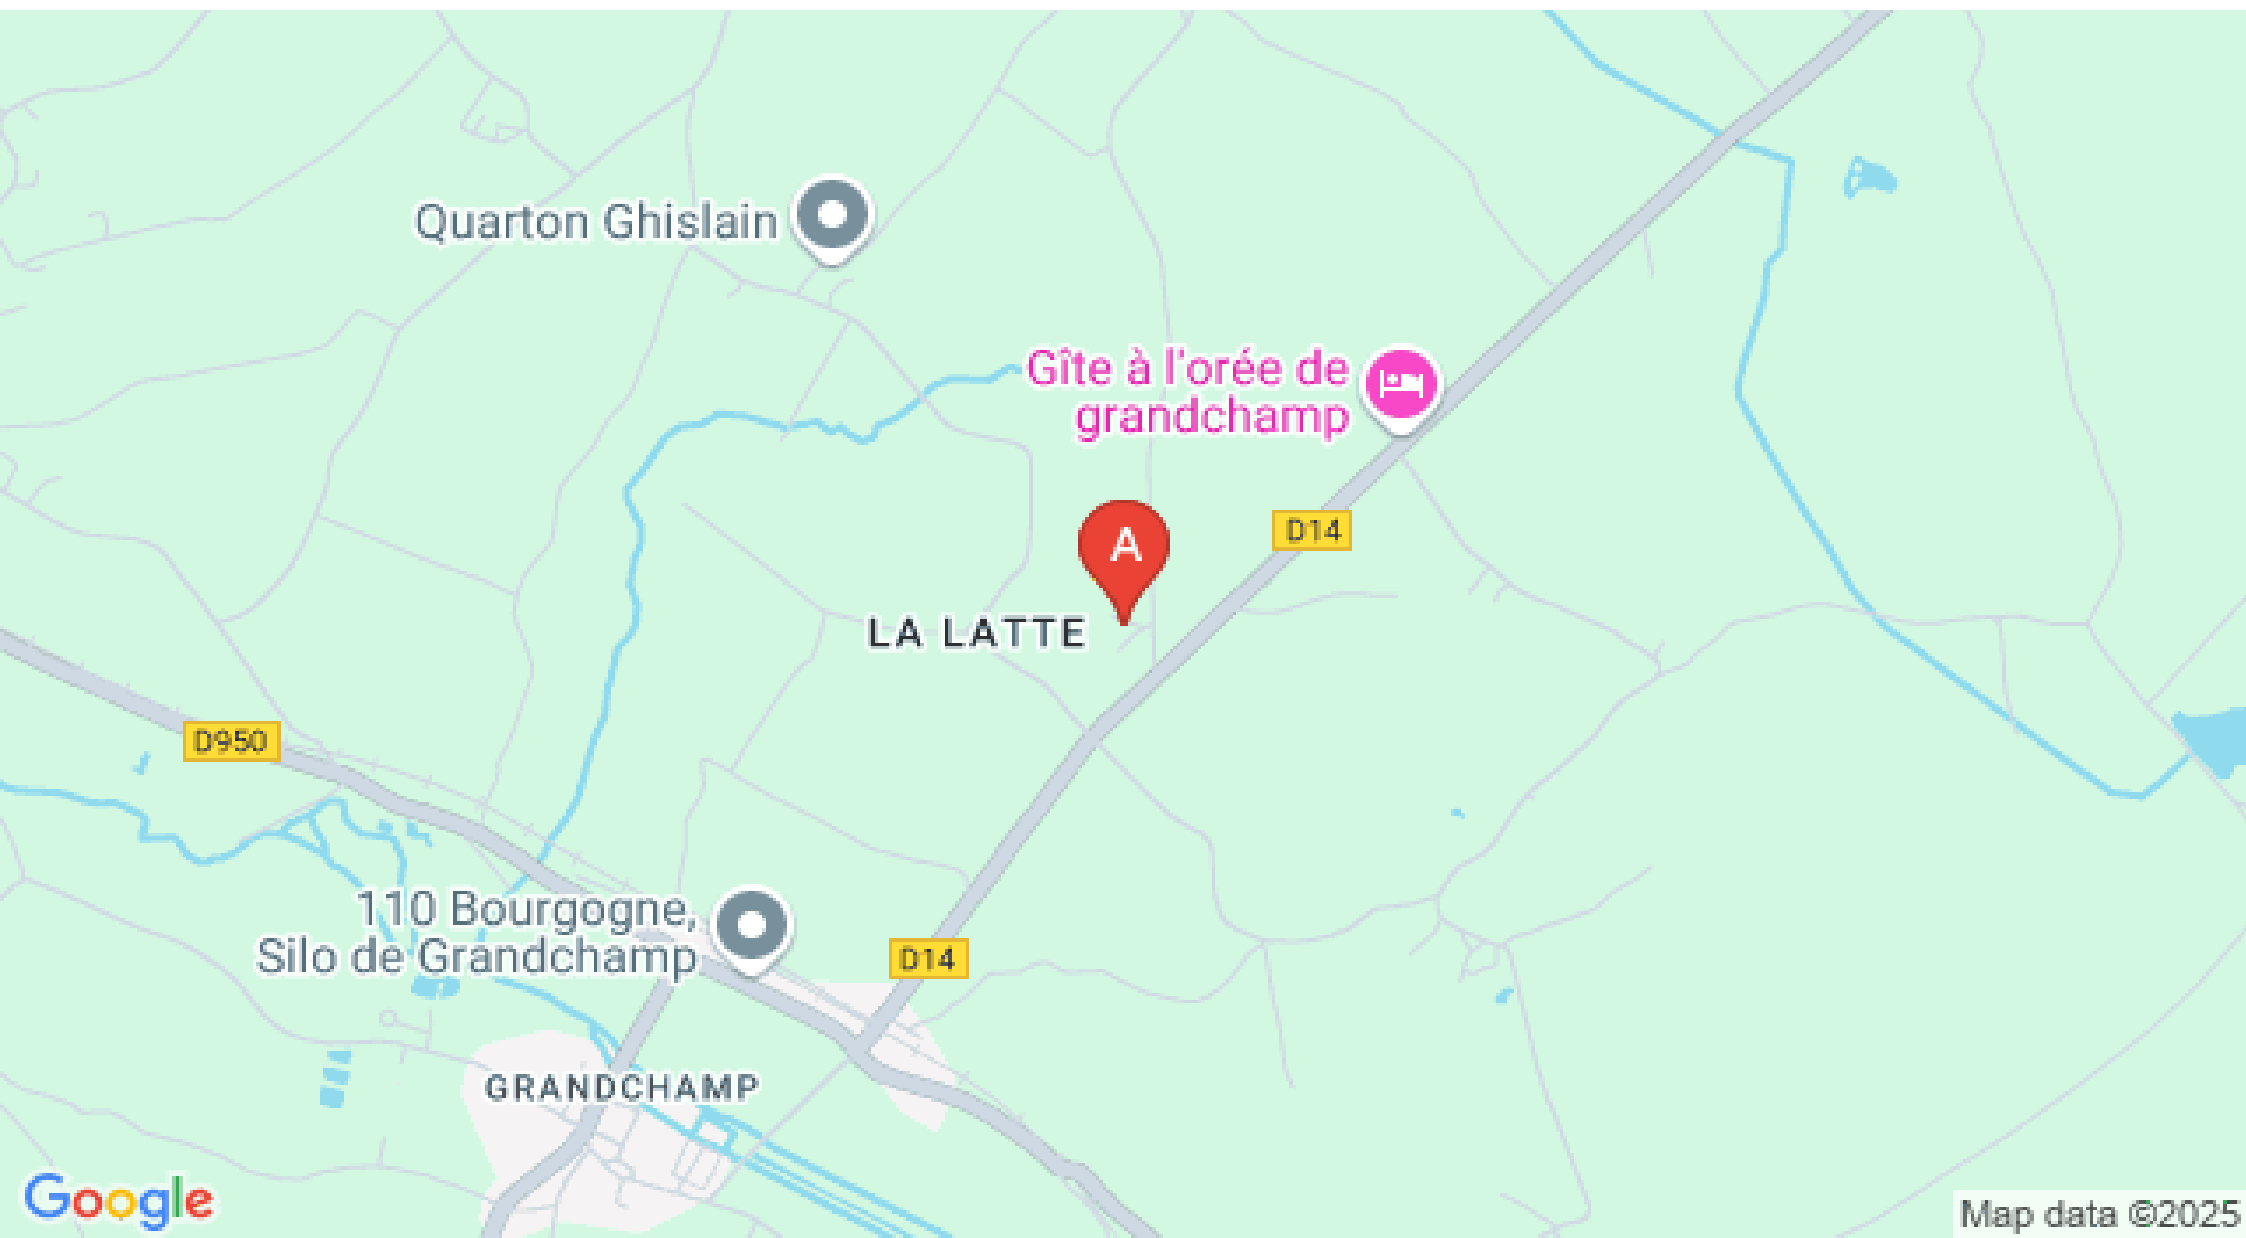 Quarton Ghislain
Gîte à l'orée de
grandchamp
A
D14
LA LATTE
D950
110 Bourgogne,
Silo de Grandchamp
D14
GRANDCHAMP
Google
Map data ©2025